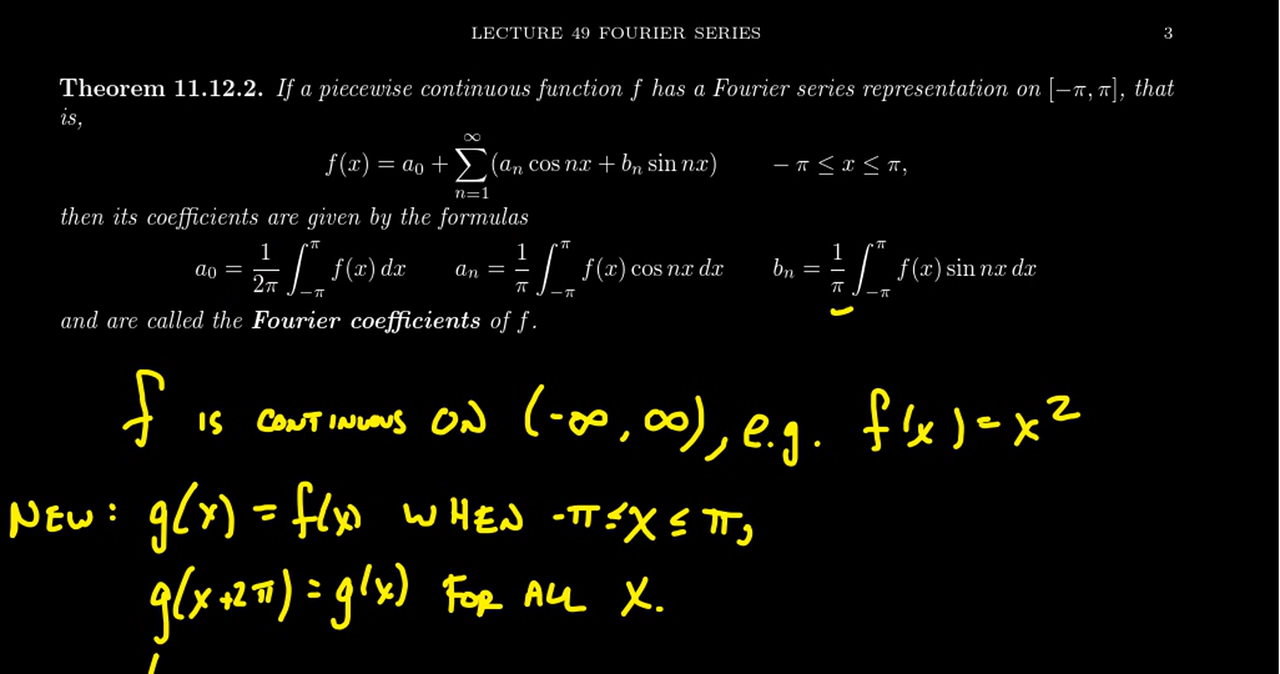 LECTURE 49 FOURIER SERIES 3
Theorem 11.12.2. If a piecewise continuous function f has a Fourier series representation on [−π, π], that
is,
f(x) = a₀ + ∑_{n=1}^{∞} (aₙ cos nx + bₙ sin nx) − π ≤ x ≤ π,
then its coefficients are given by the formulas
a₀ = 1/2π ∫_{−π}^{π} f(x) dx aₙ = 1/π ∫_{−π}^{π} f(x) cos nx dx bₙ = 1/π ∫_{−π}^{π} f(x) sin nx dx
and are called the Fourier coefficients of f.
f IS CONTINUOUS ON (-∞, ∞), e.g. f(x) = x²
NEW: g(x) = f(x) WHEN -π ≤ x ≤ π,
g(x+2π) = g(x) FOR ALL X.